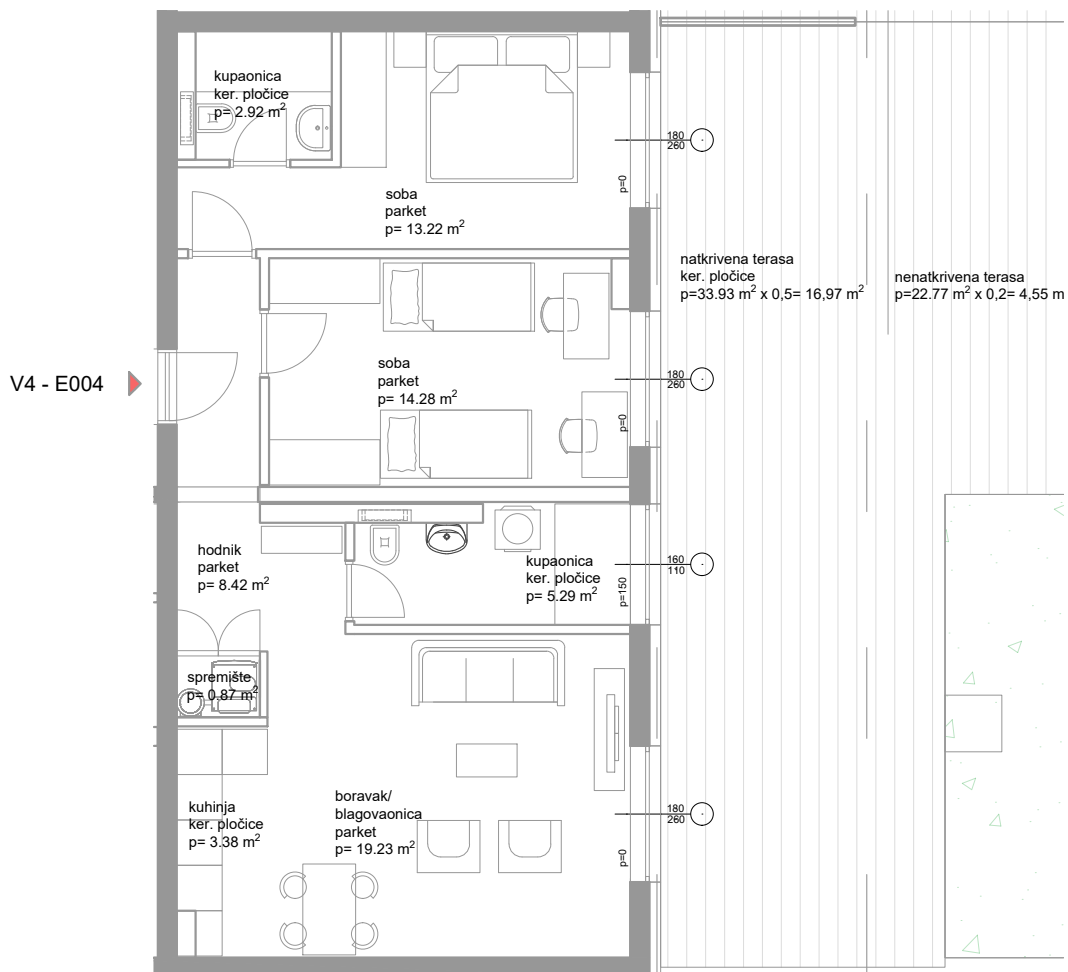 kupaonica
ker. pločice
p= 2.92 m²
180
260
p=0
soba
parket
p= 13.22 m²
natkrivena terasa
ker. pločice
p=33.93 m² x 0,5= 16,97 m²
nenatkrivena terasa
p=22.77 m² x 0,2= 4,55 m
V4 - E004
soba
parket
p= 14.28 m²
180
260
p=0
hodnik
parket
p= 8.42 m²
kupaonica
ker. pločice
p= 5.29 m²
160
110
p=150
spremište
p= 0.87 m²
kuhinja
ker. pločice
p= 3.38 m²
boravak/
blagovaonica
parket
p= 19.23 m²
180
260
p=0